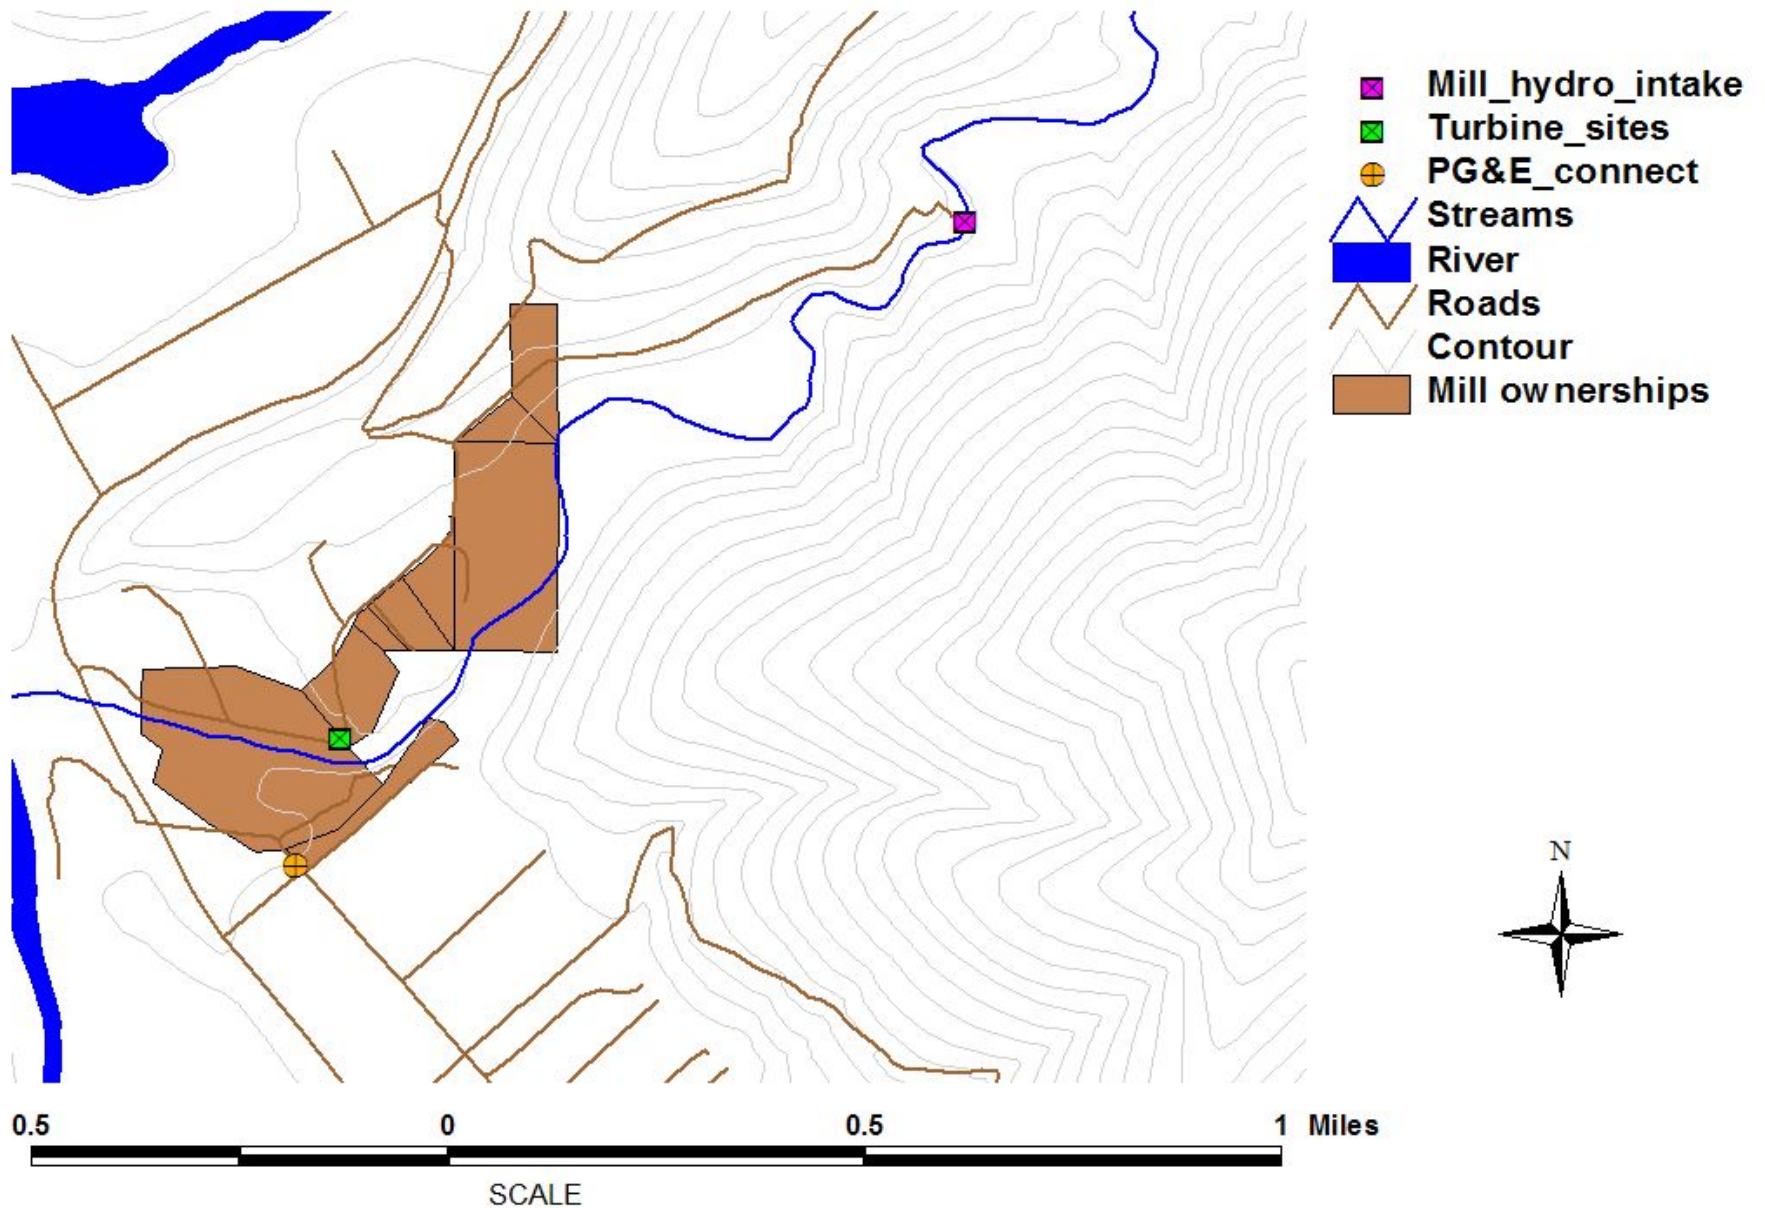 Mill_hydro_intake
Turbine_sites
PG&E_connect
Streams
River
Roads
Contour
Mill ownerships
N
0.5 0 0.5 1 Miles
SCALE